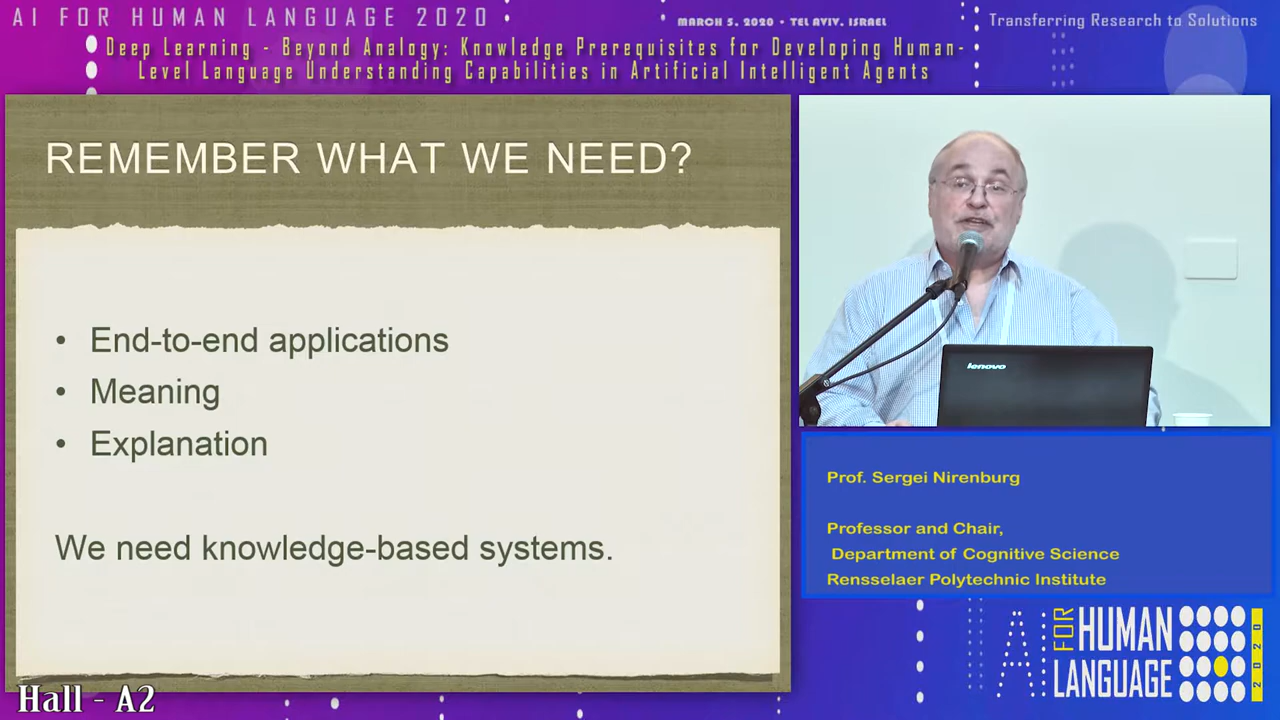 AI FOR HUMAN LANGUAGE 2020
MARCH 5, 2020 • TEL AVIV, ISRAEL
Transferring Research to Solutions
Deep Learning - Beyond Analogy: Knowledge Prerequisites for Developing Human-
Level Language Understanding Capabilities in Artificial Intelligent Agents
REMEMBER WHAT WE NEED?
• End-to-end applications
• Meaning
• Explanation
We need knowledge-based systems.
lenovo
Prof. Sergei Nirenburg
Professor and Chair,
Department of Cognitive Science
Rensselaer Polytechnic Institute
Hall - A2
AI FOR HUMAN
LANGUAGE 2020